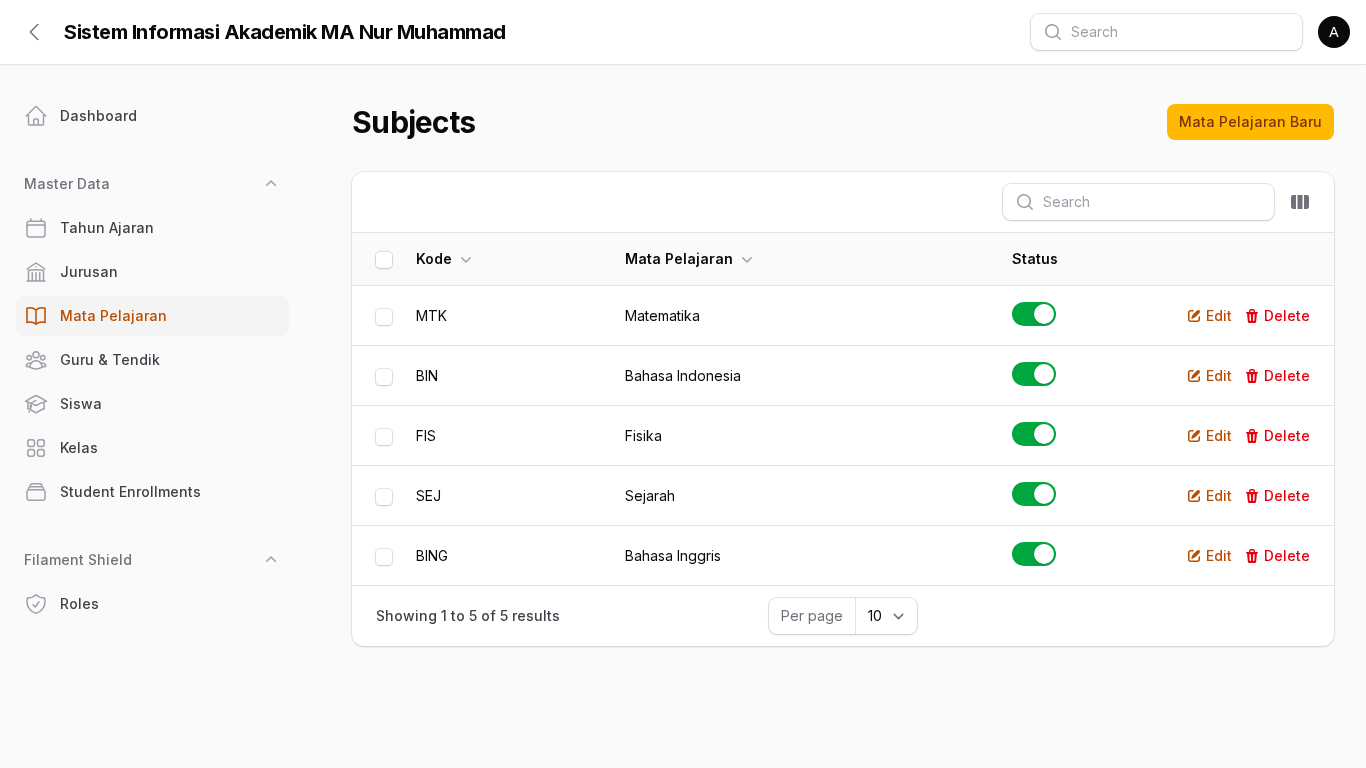 Sistem Informasi Akademik MA Nur Muhammad
Search
A
Dashboard
Master Data
Tahun Ajaran
Jurusan
Mata Pelajaran
Guru & Tendik
Siswa
Kelas
Student Enrollments
Filament Shield
Roles
Subjects
Mata Pelajaran Baru
Search
Kode Mata Pelajaran Status
MTK Matematika Edit Delete
BIN Bahasa Indonesia Edit Delete
FIS Fisika Edit Delete
SEJ Sejarah Edit Delete
BING Bahasa Inggris Edit Delete
Showing 1 to 5 of 5 results Per page 10